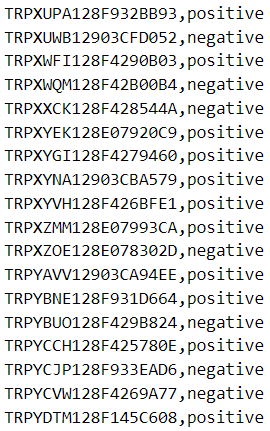 TRPXUPA128F932BB93,positive
TRPXUWB12903CFD052,negative
TRPXWFI128F4290B03,positive
TRPXWQM128F42B00B4,negative
TRPXXCK128F428544A,negative
TRPXYEK128E07920C9,positive
TRPXYGI128F4279460,positive
TRPXYNA12903CBA579,positive
TRPXYVH128F426BFE1,positive
TRPXZMM128E07993CA,positive
TRPXZOE128E078302D,negative
TRPYAVV12903CA94EE,positive
TRPYBNE128F931D664,positive
TRPYBUO128F429B824,negative
TRPYCCH128F425780E,positive
TRPYCJP128F933EAD6,negative
TRPYCVW128F4269A77,negative
TRPYDTM128F145C608,positive